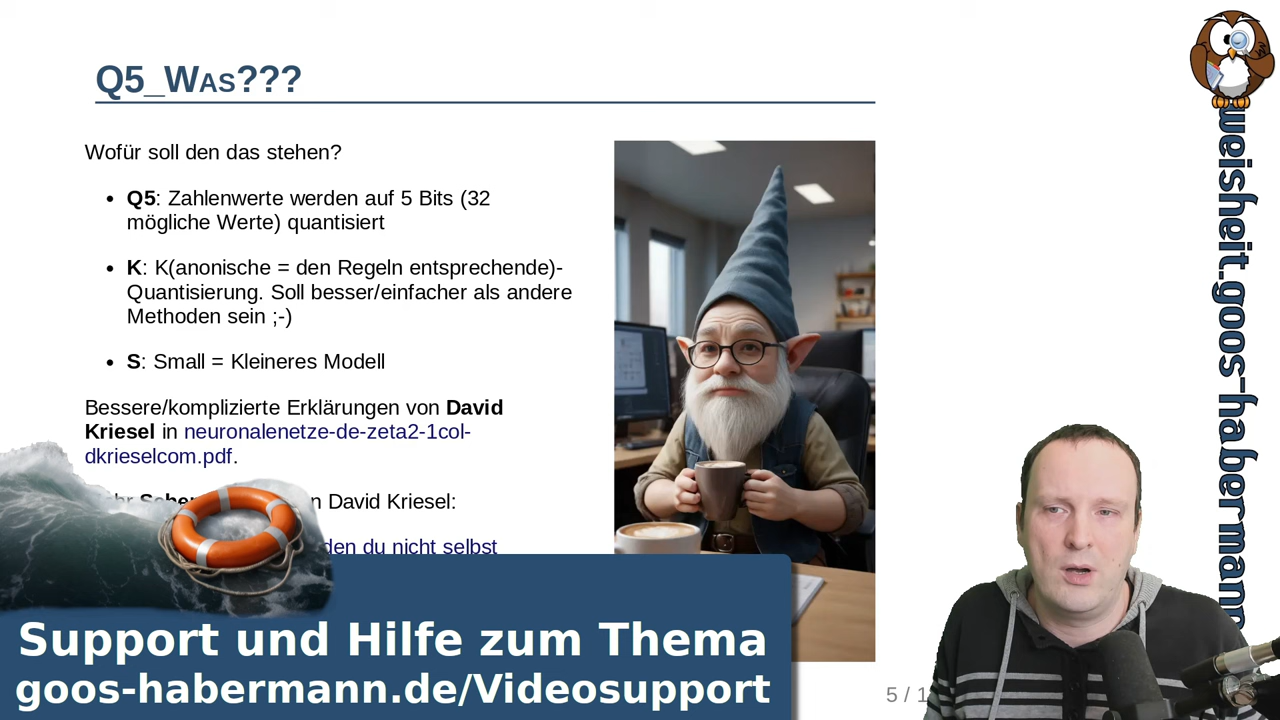 Q5_WAS???
Wofür soll den das stehen?
• Q5: Zahlenwerte werden auf 5 Bits (32
mögliche Werte) quantisiert
• K: K(anonische = den Regeln entsprechende)-
Quantisierung. Soll besser/einfacher als andere
Methoden sein ;-)
• S: Small = Kleineres Modell
Bessere/komplizierte Erklärungen von David
Kriesel in neuronalenetze-de-zeta2-1col-
dkrieselcom.pdf.
n David Kriesel:
den du nicht selbst
Support und Hilfe zum Thema
goos-habermann.de/Videosupport
5 / 1
weisheit.goos-habermann